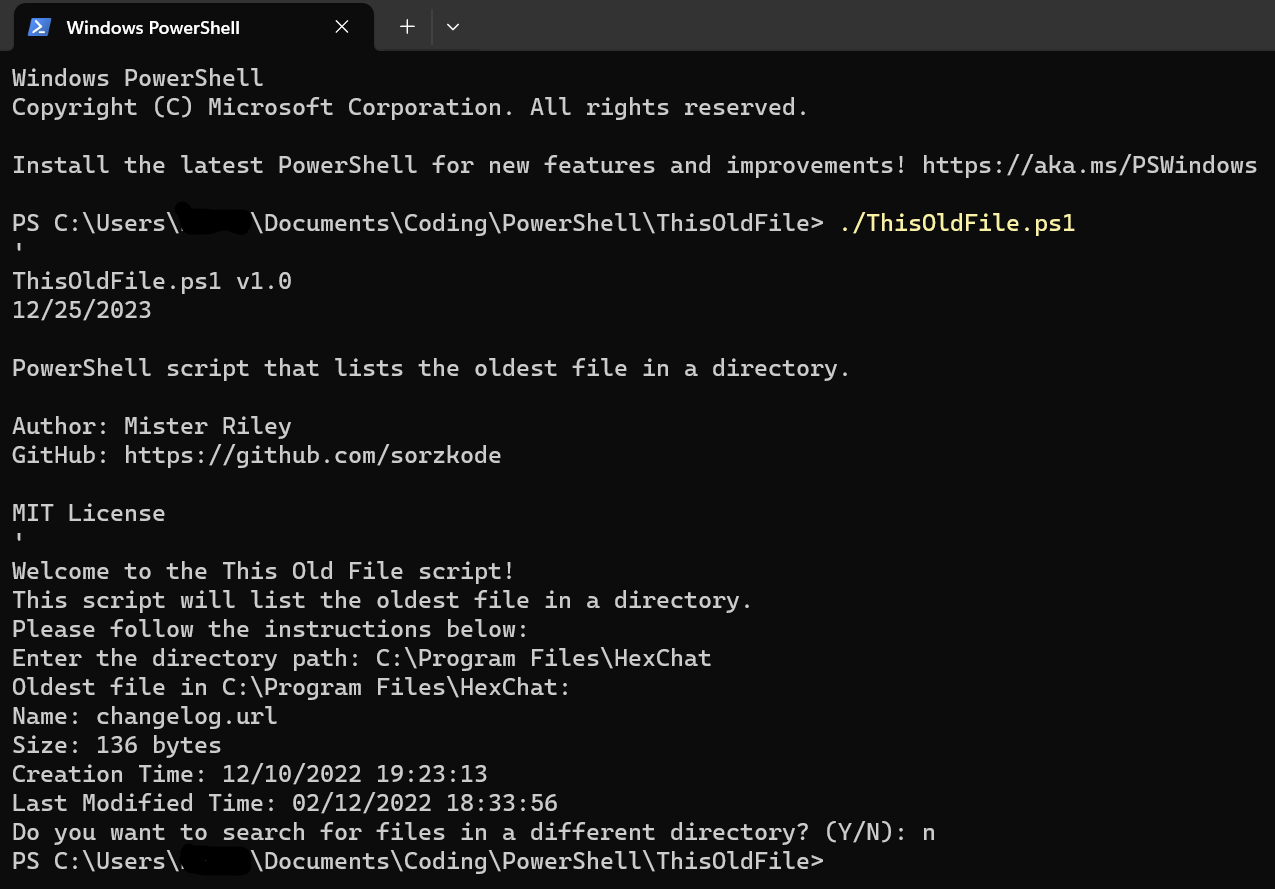 Windows PowerShell
Windows PowerShell
Copyright (C) Microsoft Corporation. All rights reserved.
Install the latest PowerShell for new features and improvements! https://aka.ms/PSWindows
PS C:\Users\ \Documents\Coding\PowerShell\ThisOldFile> ./ThisOldFile.ps1
'
ThisOldFile.ps1 v1.0
12/25/2023
PowerShell script that lists the oldest file in a directory.
Author: Mister Riley
GitHub: https://github.com/sorzkode
MIT License
'
Welcome to the This Old File script!
This script will list the oldest file in a directory.
Please follow the instructions below:
Enter the directory path: C:\Program Files\HexChat
Oldest file in C:\Program Files\HexChat:
Name: changelog.url
Size: 136 bytes
Creation Time: 12/10/2022 19:23:13
Last Modified Time: 02/12/2022 18:33:56
Do you want to search for files in a different directory? (Y/N): n
PS C:\Users\ \Documents\Coding\PowerShell\ThisOldFile>